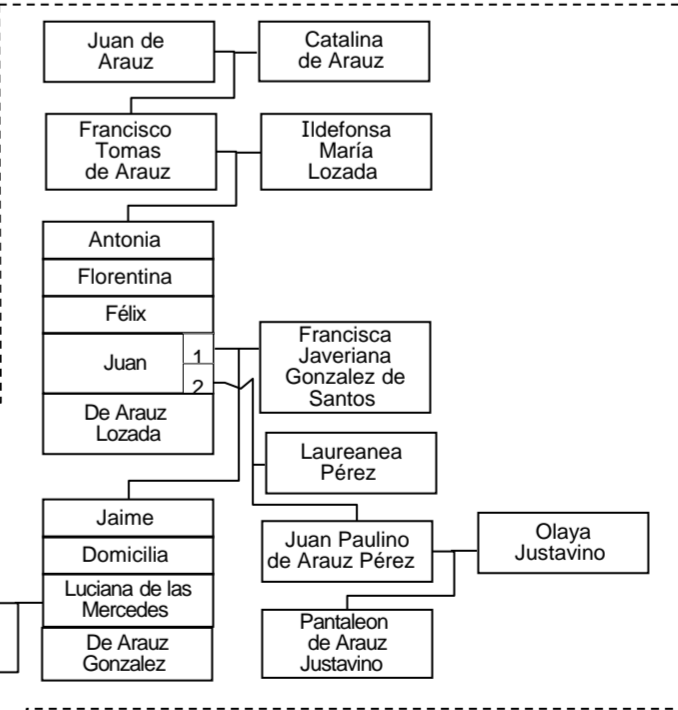 Juan de
Arauz
Catalina
de Arauz
Francisco
Tomas
de Arauz
Ildefonsa
María
Lozada
Antonia
Florentina
Félix
Juan
1
2
De Arauz
Lozada
Francisca
Javeriana
Gonzalez de
Santos
Laureanea
Pérez
Jaime
Domicilia
Luciana de las
Mercedes
De Arauz
Gonzalez
Juan Paulino
de Arauz Pérez
Olaya
Justavino
Pantaleon
de Arauz
Justavino